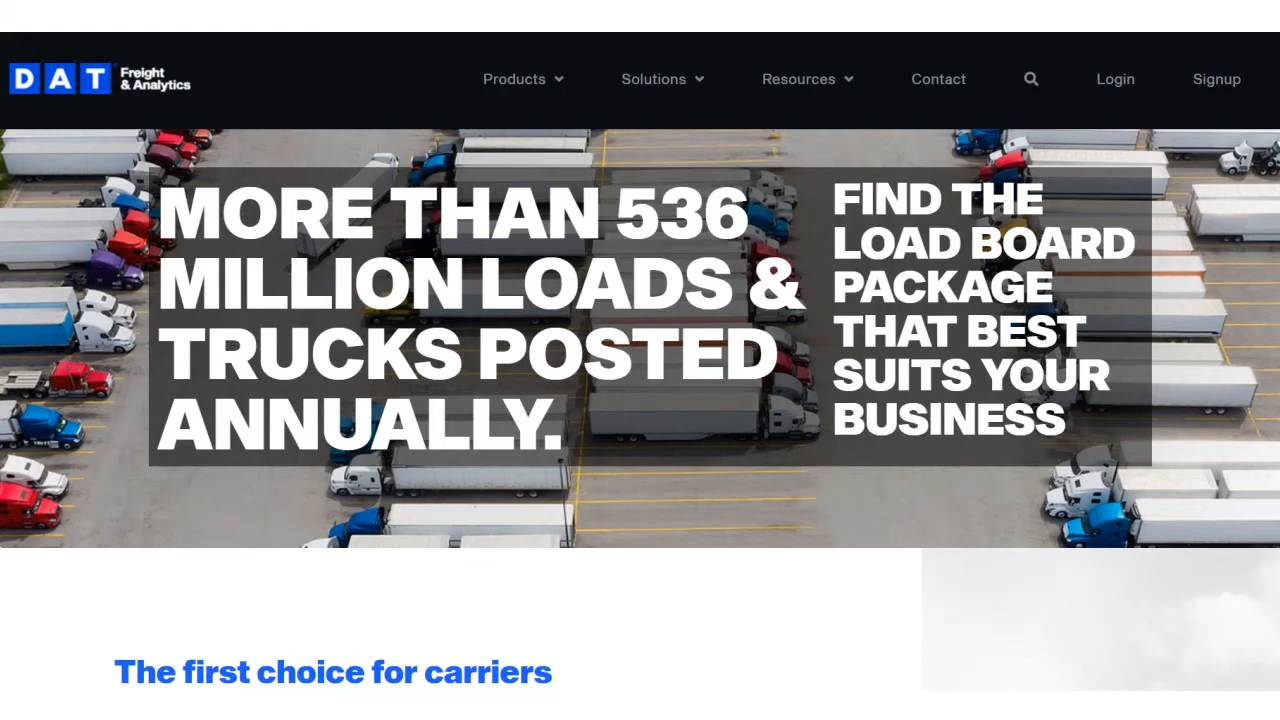 DAT Freight & Analytics
Products
Solutions
Resources
Contact
Login
Signup
MORE THAN 536
MILLION LOADS &
TRUCKS POSTED
ANNUALLY.
FIND THE
LOAD BOARD
PACKAGE
THAT BEST
SUITS YOUR
BUSINESS
The first choice for carriers